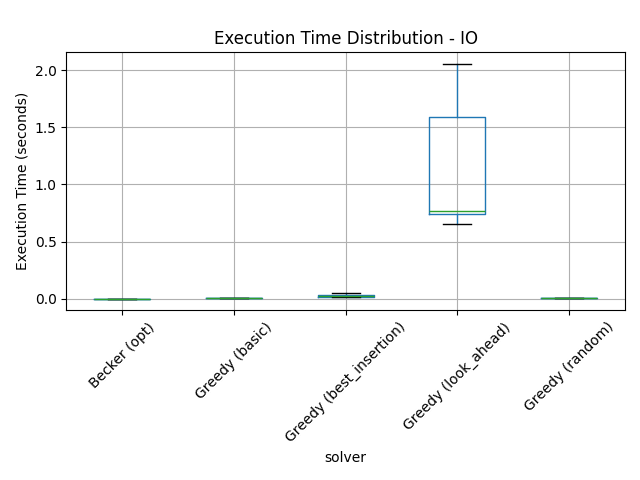 Execution Time Distribution - IO
Execution Time (seconds)
2.0
1.5
1.0
0.5
0.0
Becker (opt)
Greedy (basic)
Greedy (best_insertion)
Greedy (look_ahead)
Greedy (random)
solver